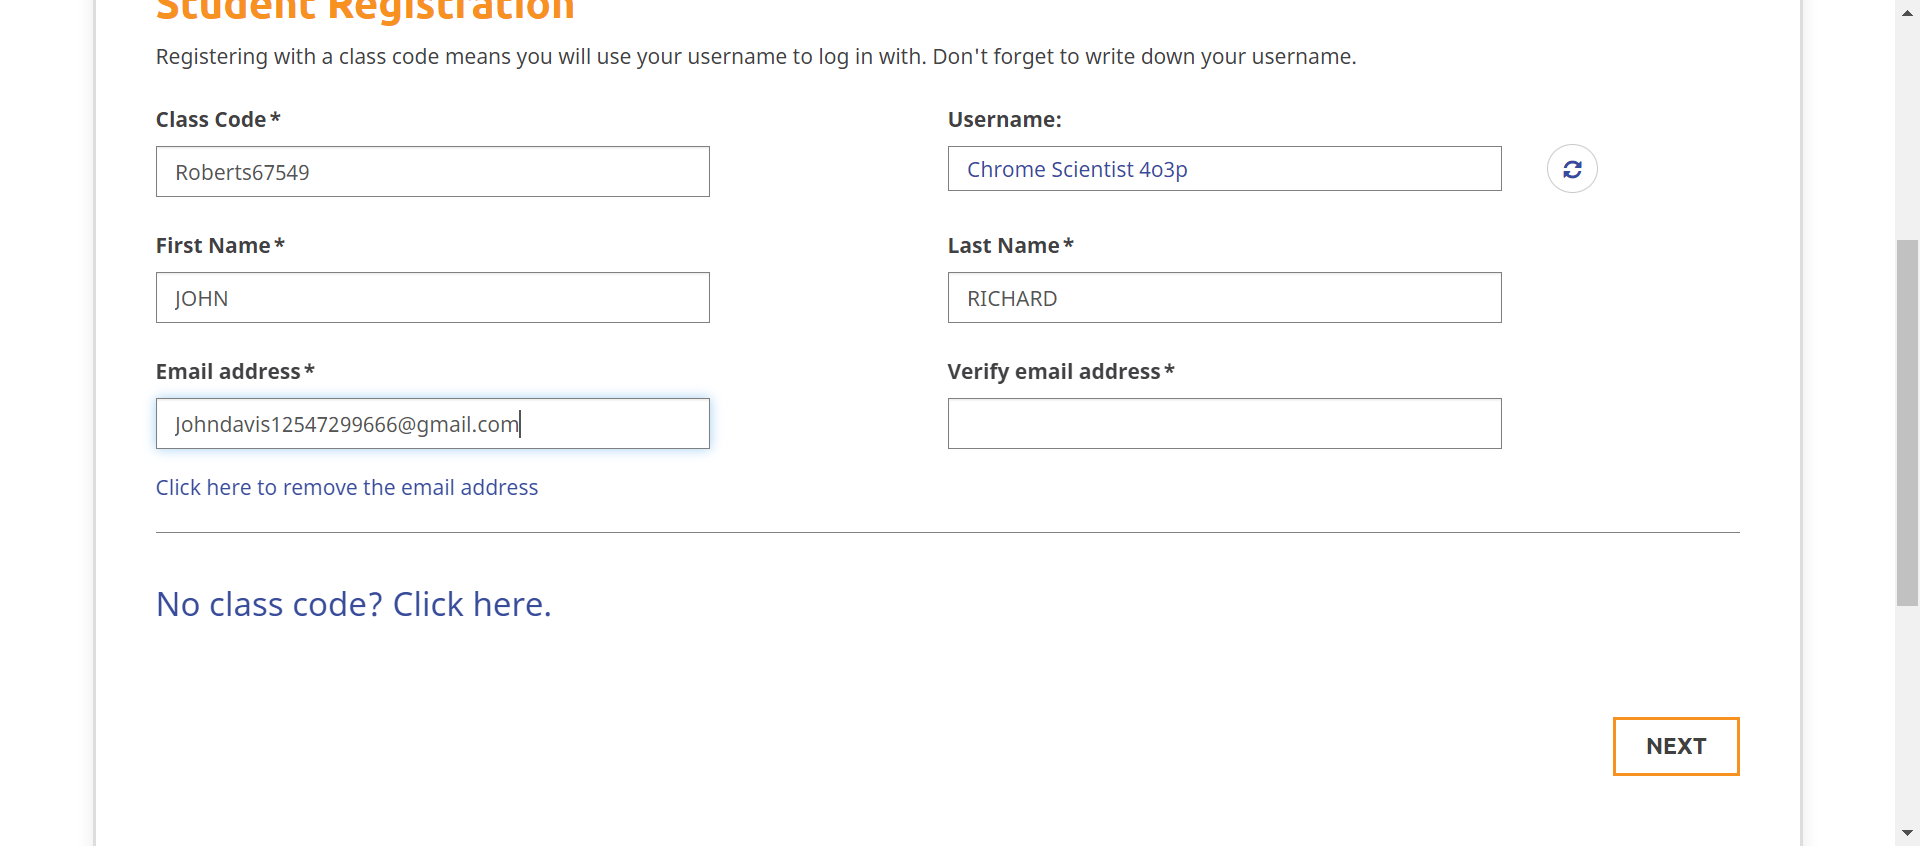 Student Registration
Registering with a class code means you will use your username to log in with. Don't forget to write down your username.
Class Code*
Username:
Roberts67549
Chrome Scientist 4o3p
First Name*
Last Name*
JOHN
RICHARD
Email address*
Verify email address*
Johndavis12547299666@gmail.com
Click here to remove the email address
No class code? Click here.
NEXT